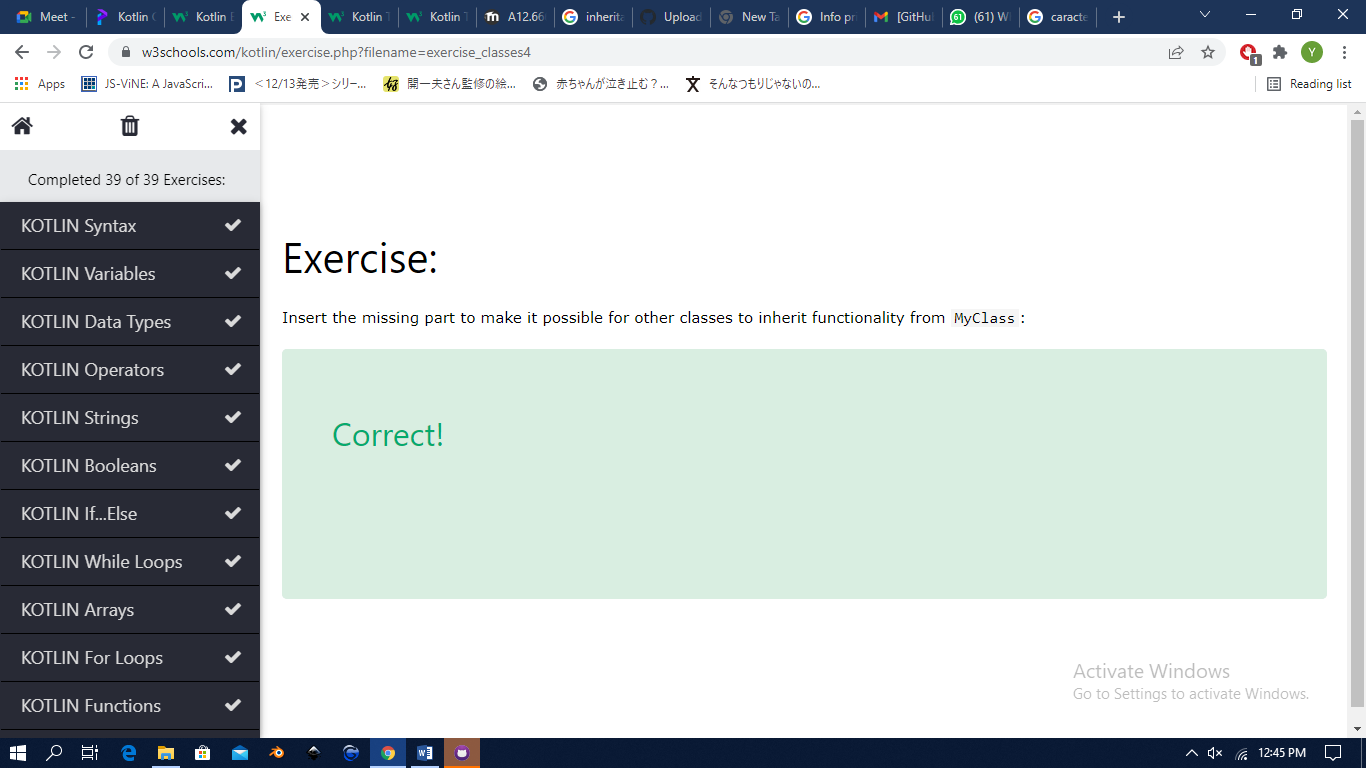 Meet -
Kotlin
Kotlin E
Exe
Kotlin T
Kotlin T
A12.66
inherita
Upload
New Ta
Info pr
[GitHu
(61) W
caracte
w3schools.com/kotlin/exercise.php?filename=exercise_classes4
Y
1
Apps
JS-ViNE: A JavaScri...
<12/13発売>シリー...
開一夫さん監修の絵...
赤ちゃんが泣き止む？...
そんなつもりじゃないの...
Reading list
Completed 39 of 39 Exercises:
KOTLIN Syntax
KOTLIN Variables
KOTLIN Data Types
KOTLIN Operators
KOTLIN Strings
KOTLIN Booleans
KOTLIN If...Else
KOTLIN While Loops
KOTLIN Arrays
KOTLIN For Loops
KOTLIN Functions
Exercise:
Insert the missing part to make it possible for other classes to inherit functionality from MyClass:
Correct!
Activate Windows
Go to Settings to activate Windows.
12:45 PM